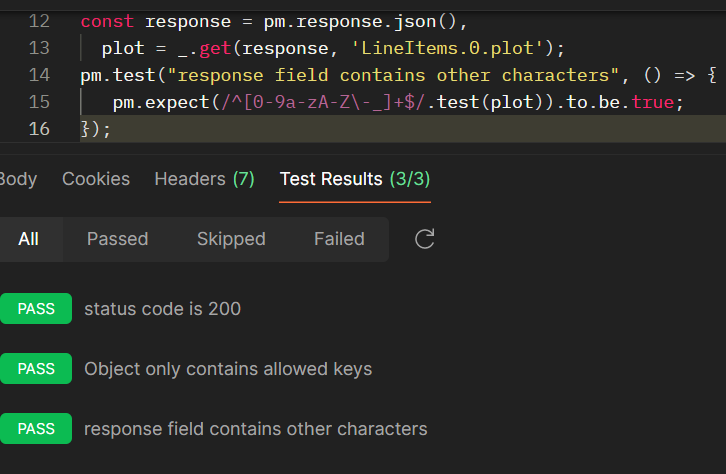 12 const response = pm.response.json(),
13 plot = _.get(response, 'LineItems.0.plot');
14 pm.test("response field contains other characters", () => {
15 pm.expect(/^[0-9a-zA-Z\-_]+$/.test(plot)).to.be.true;
16 });
Body Cookies Headers (7) Test Results (3/3)
All Passed Skipped Failed
PASS status code is 200
PASS Object only contains allowed keys
PASS response field contains other characters